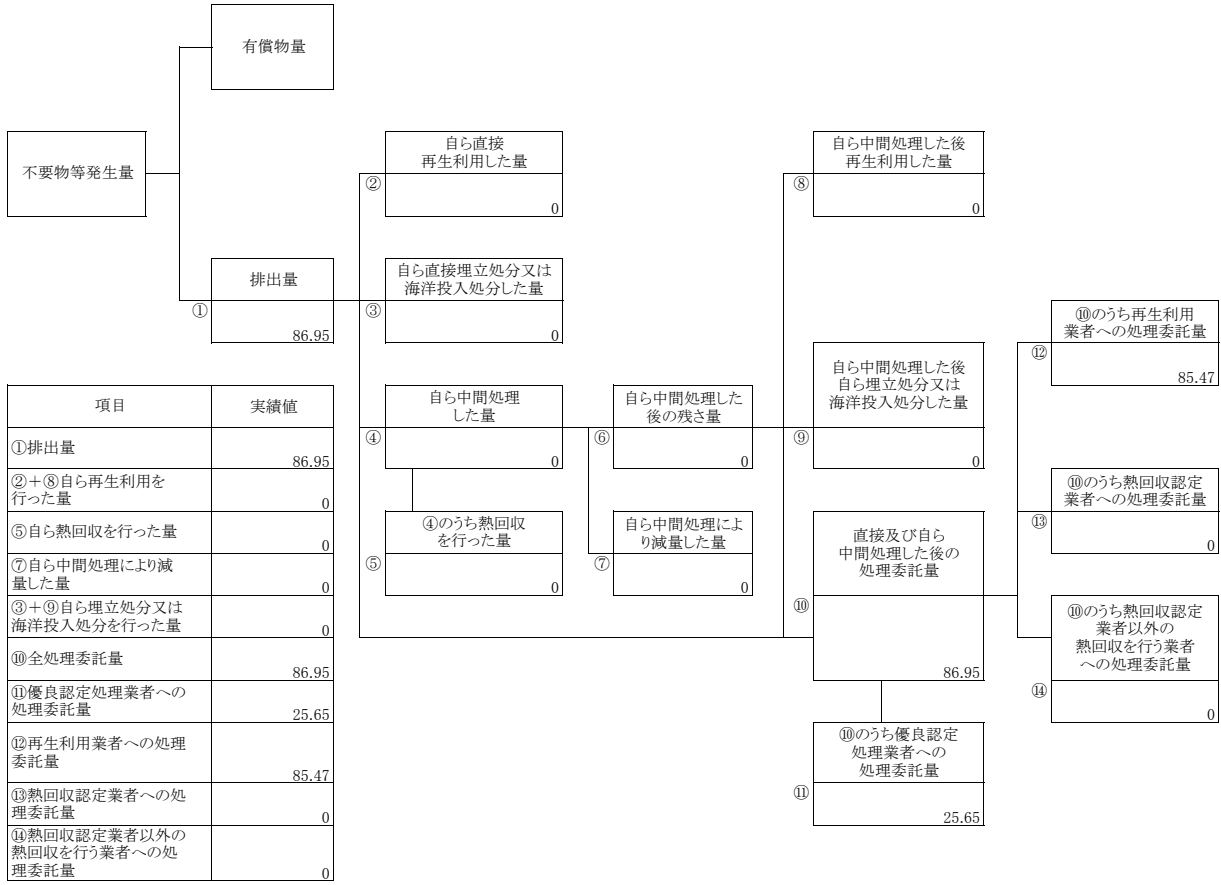 有償物量
不要物等発生量
自ら直接
再生利用した量
②
0
自ら中間処理した後
再生利用した量
⑧
0
排出量
①
86.95
自ら直接埋立処分又は
海洋投入処分した量
③
0
自ら中間処理
した量
④
0
自ら中間処理した
後の残さ量
⑥
0
自ら中間処理した後
自ら埋立処分又は
海洋投入処分した量
⑨
0
⑩のうち再生利用
業者への処理委託量
⑫
85.47
④のうち熱回収
を行った量
⑤
0
自ら中間処理によ
り減量した量
⑦
0
直接及び自ら
中間処理した後の
処理委託量
⑩
86.95
⑩のうち熱回収認定
業者への処理委託量
⑬
0
⑩のうち熱回収認定
業者以外の
熱回収を行う業者
への処理委託量
⑭
0
⑩のうち優良認定
処理業者への
処理委託量
⑪
25.65
項目
実績値
①排出量
86.95
②＋⑧自ら再生利用を
行った量
0
⑤自ら熱回収を行った量
0
⑦自ら中間処理により減
量した量
0
③＋⑨自ら埋立処分又は
海洋投入処分を行った量
0
⑩全処理委託量
86.95
⑪優良認定処理業者への
処理委託量
25.65
⑫再生利用業者への処理
委託量
85.47
⑬熱回収認定業者への処
理委託量
0
⑭熱回収認定業者以外の
熱回収を行う業者への処
理委託量
0